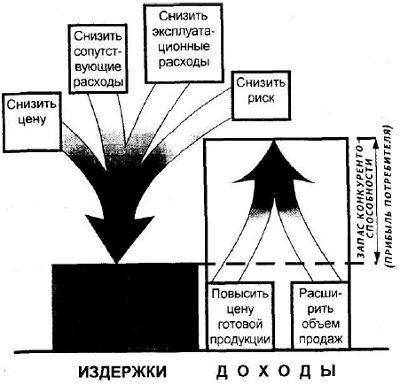 Снизить
цену
Снизить
сопутст-
вующие
расходы
Снизить
эксплуата-
ционные
расходы
Снизить
риск
ЗАПАС КОНКУРЕНТО-
СПОСОБНОСТИ
(ПРИБЫЛЬ ПОТРЕБИТЕЛЯ)
Повысить
цену
готовой
продукции
Расши-
рить
объем
продаж
ИЗДЕРЖКИ
ДОХОДЫ